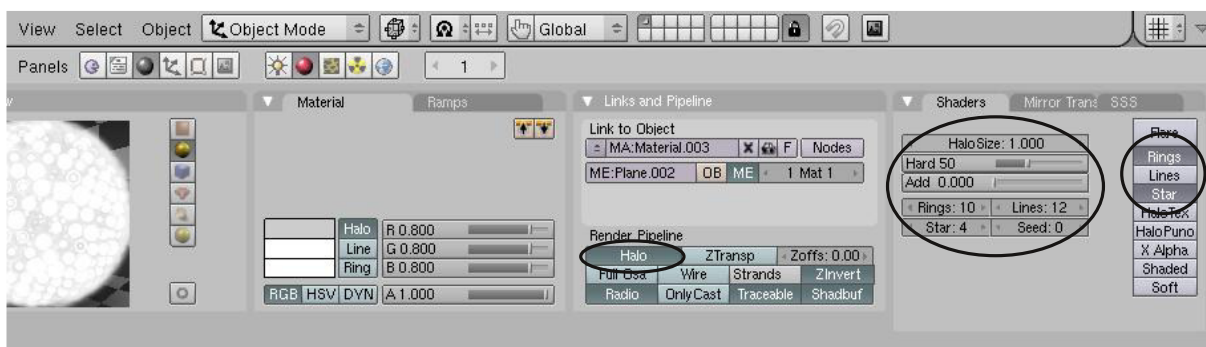 View Select Object Object Mode Global
Panels 1
w Material Ramps Links and Pipeline Shaders Mirror Trans SSS
Link to Object
MA:Material.003 F Nodes
ME:Plane.002 OB ME 1 Mat 1
HaloSize: 1.000
Hard 50
Add 0.000
Rings: 10 Lines: 12
Star: 4 Seed: 0
Flare
Rings
Lines
Star
HaloTex
HaloPuno
X Alpha
Shaded
Soft
Halo R 0.800
Line G 0.800
Ring B 0.800
RGB HSV DYN A 1.000
Render Pipeline
Halo ZTransp Zoffs: 0.00
Full Osa Wire Strands ZInvert
Radio OnlyCast Traceable Shadbuf